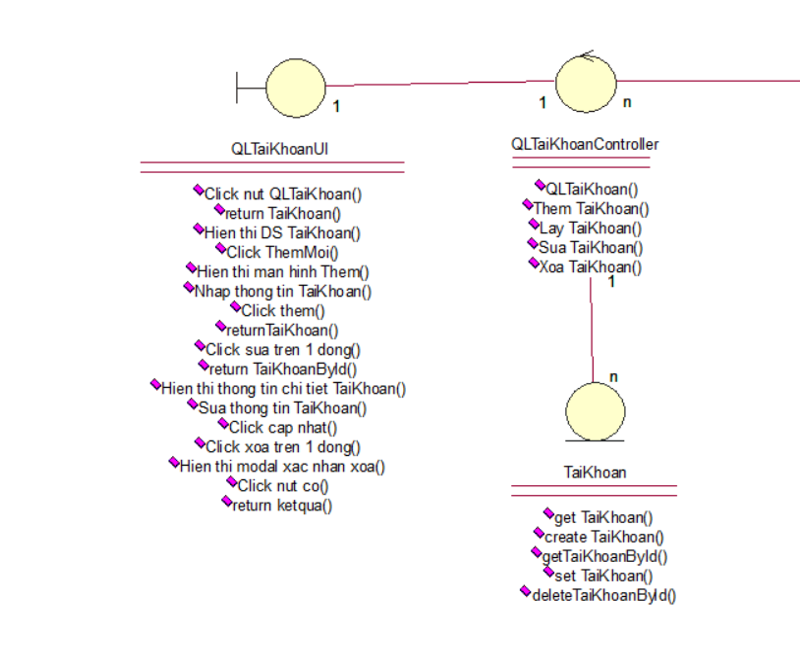 1
1
n
QLTaiKhoanUI
Click nut QLTaiKhoan()
return TaiKhoan()
Hien thi DS TaiKhoan()
Click ThemMoi()
Hien thi man hinh Them()
Nhap thong tin TaiKhoan()
Click them()
returnTaiKhoan()
Click sua tren 1 dong()
return TaiKhoanById()
Hien thi thong tin chi tiet TaiKhoan()
Sua thong tin TaiKhoan()
Click cap nhat()
Click xoa tren 1 dong()
Hien thi modal xac nhan xoa()
Click nut co()
return ketqua()
QLTaiKhoanController
QLTaiKhoan()
Them TaiKhoan()
Lay TaiKhoan()
Sua TaiKhoan()
Xoa TaiKhoan()
1
n
TaiKhoan
get TaiKhoan()
create TaiKhoan()
getTaiKhoanById()
set TaiKhoan()
deleteTaiKhoanById()